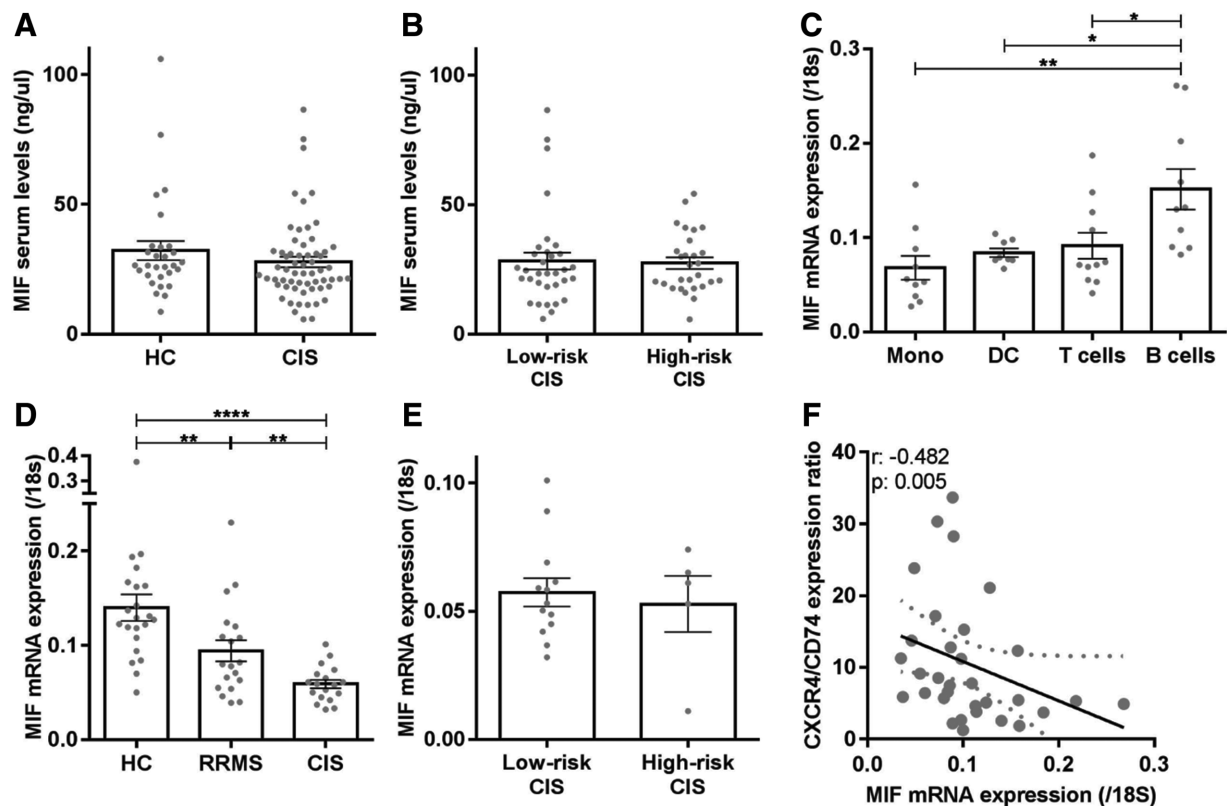 A
MIF serum levels (ng/ul)
100
50
0
HC
CIS
B
MIF serum levels (ng/ul)
100
50
0
Low-risk
CIS
High-risk
CIS
C
MIF mRNA expression (/18s)
0.3
0.2
0.1
0.0
*
*
**
Mono
DC
T cells
B cells
D
MIF mRNA expression (/18s)
****
**
**
0.4
0.3
0.2
0.1
0.0
HC
RRMS
CIS
E
MIF mRNA expression (/18s)
0.10
0.05
0.00
Low-risk
CIS
High-risk
CIS
F
CXCR4/CD74 expression ratio
40
30
20
10
0
r: -0.482
p: 0.005
0.0
0.1
0.2
0.3
MIF mRNA expression (/18S)